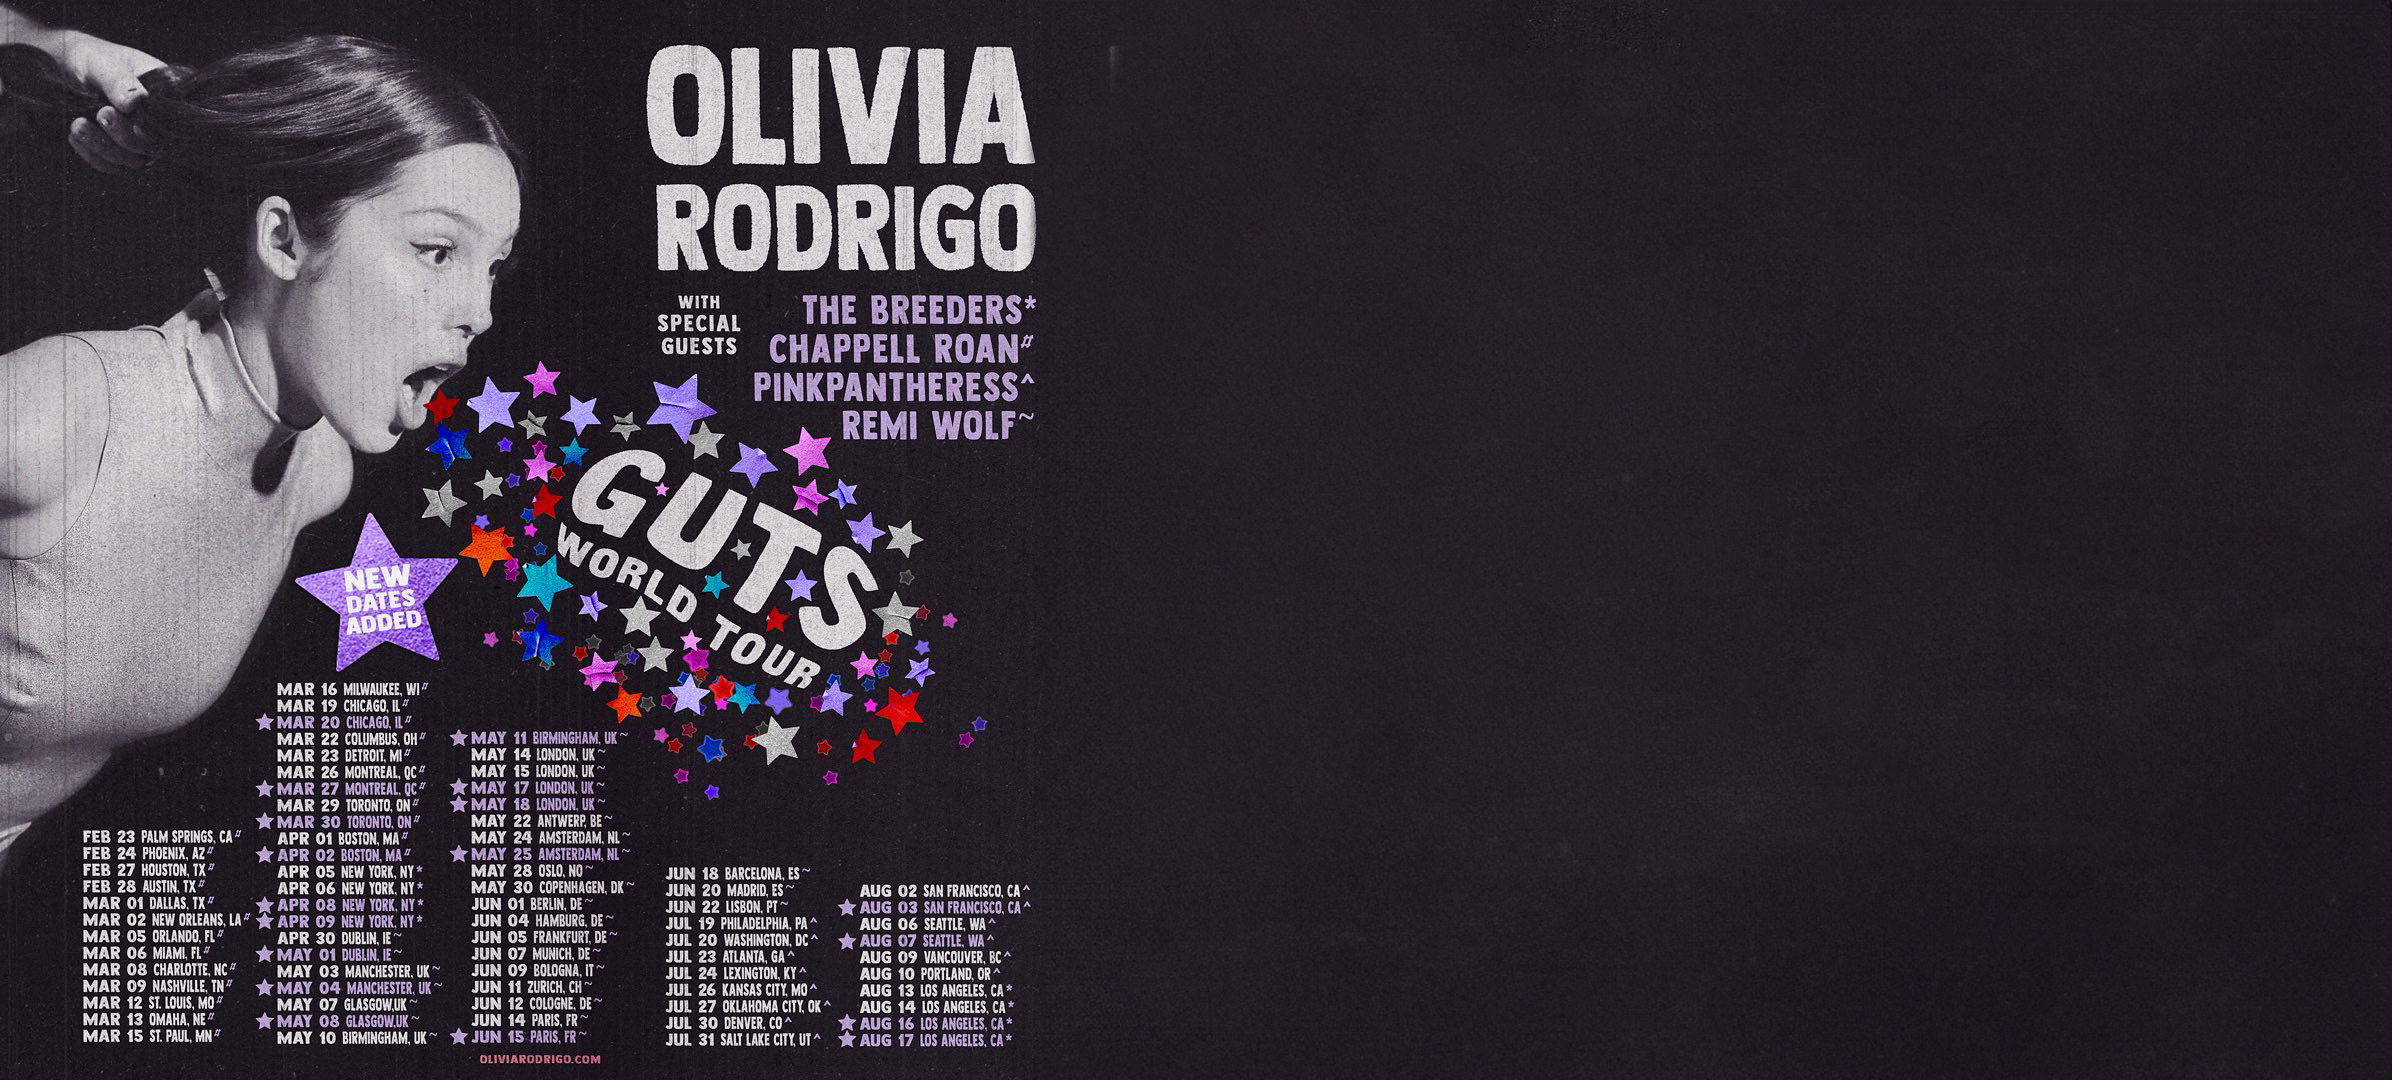 OLIVIA
RODRIGO
WITH
SPECIAL
GUESTS
THE BREEDERS*
CHAPPELL ROAN#
PINKPANTHERESS^
REMI WOLF~
GUTS
WORLD TOUR
NEW
DATES
ADDED
FEB 23 PALM SPRINGS, CA#
FEB 24 PHOENIX, AZ#
FEB 27 HOUSTON, TX#
FEB 28 AUSTIN, TX#
MAR 01 DALLAS, TX#
MAR 02 NEW ORLEANS, LA#
MAR 05 ORLANDO, FL#
MAR 06 MIAMI, FL#
MAR 08 CHARLOTTE, NC#
MAR 09 NASHVILLE, TN#
MAR 12 ST. LOUIS, MO#
MAR 13 OMAHA, NE#
MAR 15 ST. PAUL, MN#
MAR 16 MILWAUKEE, WI#
MAR 19 CHICAGO, IL#
MAR 20 CHICAGO, IL#
MAR 22 COLUMBUS, OH#
MAR 23 DETROIT, MI#
MAR 26 MONTREAL, QC#
MAR 27 MONTREAL, QC#
MAR 29 TORONTO, ON#
MAR 30 TORONTO, ON#
APR 01 BOSTON, MA#
APR 02 BOSTON, MA#
APR 05 NEW YORK, NY*
APR 06 NEW YORK, NY*
APR 08 NEW YORK, NY*
APR 09 NEW YORK, NY*
APR 30 DUBLIN, IE~
MAY 01 DUBLIN, IE~
MAY 03 MANCHESTER, UK~
MAY 04 MANCHESTER, UK~
MAY 07 GLASGOW,UK~
MAY 08 GLASGOW,UK~
MAY 10 BIRMINGHAM, UK~
MAY 11 BIRMINGHAM, UK~
MAY 14 LONDON, UK~
MAY 15 LONDON, UK~
MAY 17 LONDON, UK~
MAY 18 LONDON, UK~
MAY 22 ANTWERP, BE~
MAY 24 AMSTERDAM, NL~
MAY 25 AMSTERDAM, NL~
MAY 28 OSLO, NO~
MAY 30 COPENHAGEN, DK~
JUN 01 BERLIN, DE~
JUN 04 HAMBURG, DE~
JUN 05 FRANKFURT, DE~
JUN 07 MUNICH, DE~
JUN 09 BOLOGNA, IT~
JUN 11 ZURICH, CH~
JUN 12 COLOGNE, DE~
JUN 14 PARIS, FR~
JUN 15 PARIS, FR~
JUN 18 BARCELONA, ES~
JUN 20 MADRID, ES~
JUN 22 LISBON, PT~
JUL 19 PHILADELPHIA, PA^
JUL 20 WASHINGTON, DC^
JUL 23 ATLANTA, GA^
JUL 24 LEXINGTON, KY^
JUL 26 KANSAS CITY, MO^
JUL 27 OKLAHOMA CITY, OK^
JUL 30 DENVER, CO^
JUL 31 SALT LAKE CITY, UT^
AUG 02 SAN FRANCISCO, CA^
AUG 03 SAN FRANCISCO, CA^
AUG 06 SEATTLE, WA^
AUG 07 SEATTLE, WA^
AUG 09 VANCOUVER, BC^
AUG 10 PORTLAND, OR^
AUG 13 LOS ANGELES, CA*
AUG 14 LOS ANGELES, CA*
AUG 16 LOS ANGELES, CA*
AUG 17 LOS ANGELES, CA*
OLIVIARODRIGO.COM